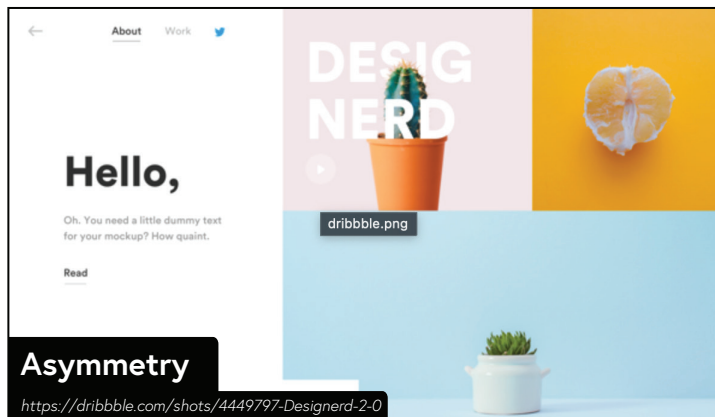 About Work
DESIG
NERD
Hello,
Oh. You need a little dummy text
for your mockup? How quaint.
Read
dribbble.png
Asymmetry
https://dribbble.com/shots/4449797-Designerd-2-0